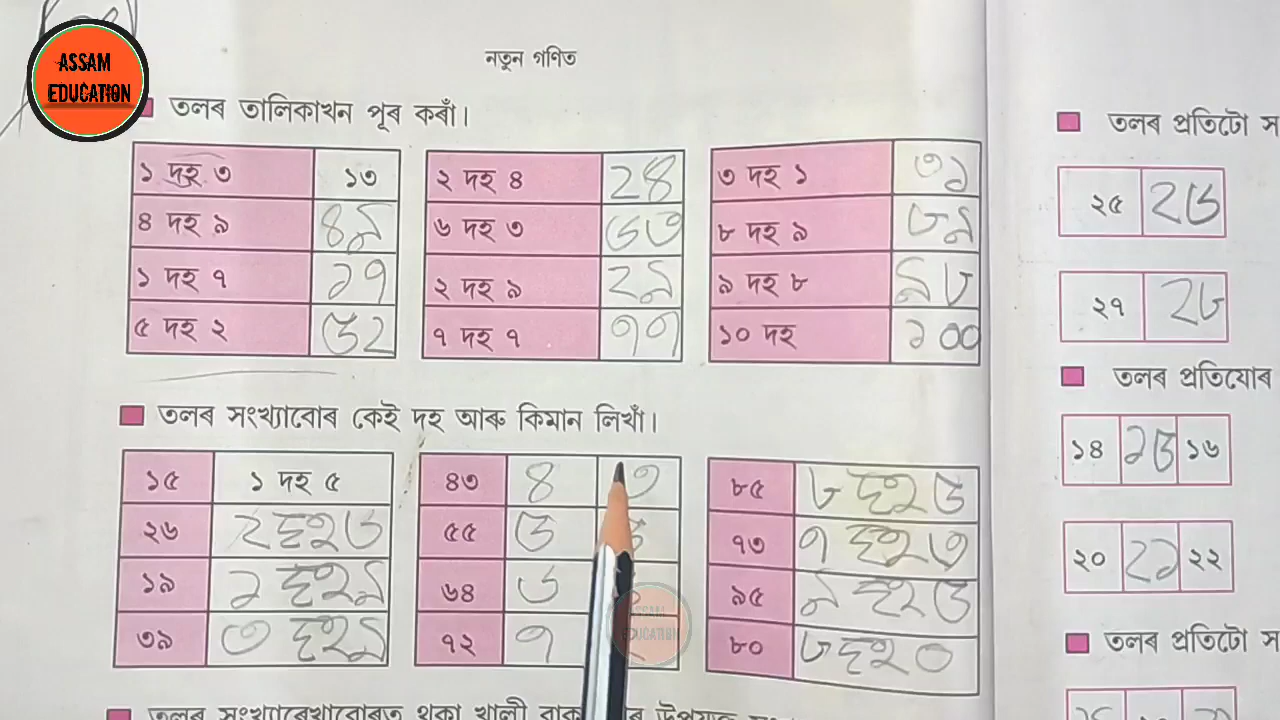 ASSAM
EDUCATION
নতুন গণিত
তলৰ তালিকাখন পূৰ কৰাঁ।
১ দহ ৩ ১৩ ২ দহ ৪ ২৪ ৩ দহ ১ ৩১
৪ দহ ৯ ৪৯ ৬ দহ ৩ ৬৩ ৮ দহ ৯ ৮৯
১ দহ ৭ ১৭ ২ দহ ৯ ২৯ ৯ দহ ৮ ৯৮
৫ দহ ২ ৫২ ৭ দহ ৭ ৭৭ ১০ দহ ১০০
তলৰ সংখ্যাবোৰ কেই দহ আৰু কিমান লিখাঁ।
১৫ ১ দহ ৫ ৪৩ ৪ ৩ ৮৫ ৮ দহ ৫
২৬ ২ দহ ৬ ৫৫ ৫ ৭৩ ৭ দহ ৩
১৯ ১ দহ ৯ ৬৪ ৬ ৯৫ ৯ দহ ৫
৩৯ ৩ দহ ৯ ৭২ ৭ ৮০ ৮ দহ ০
ASSAM
EDUCATION
তলৰ প্ৰতিটো স
২৫ ২৬
২৭ ২৮
তলৰ প্ৰতিযোৰ
১৪ ১৫ ১৬
২০ ২১ ২২
তলৰ প্ৰতিটো স